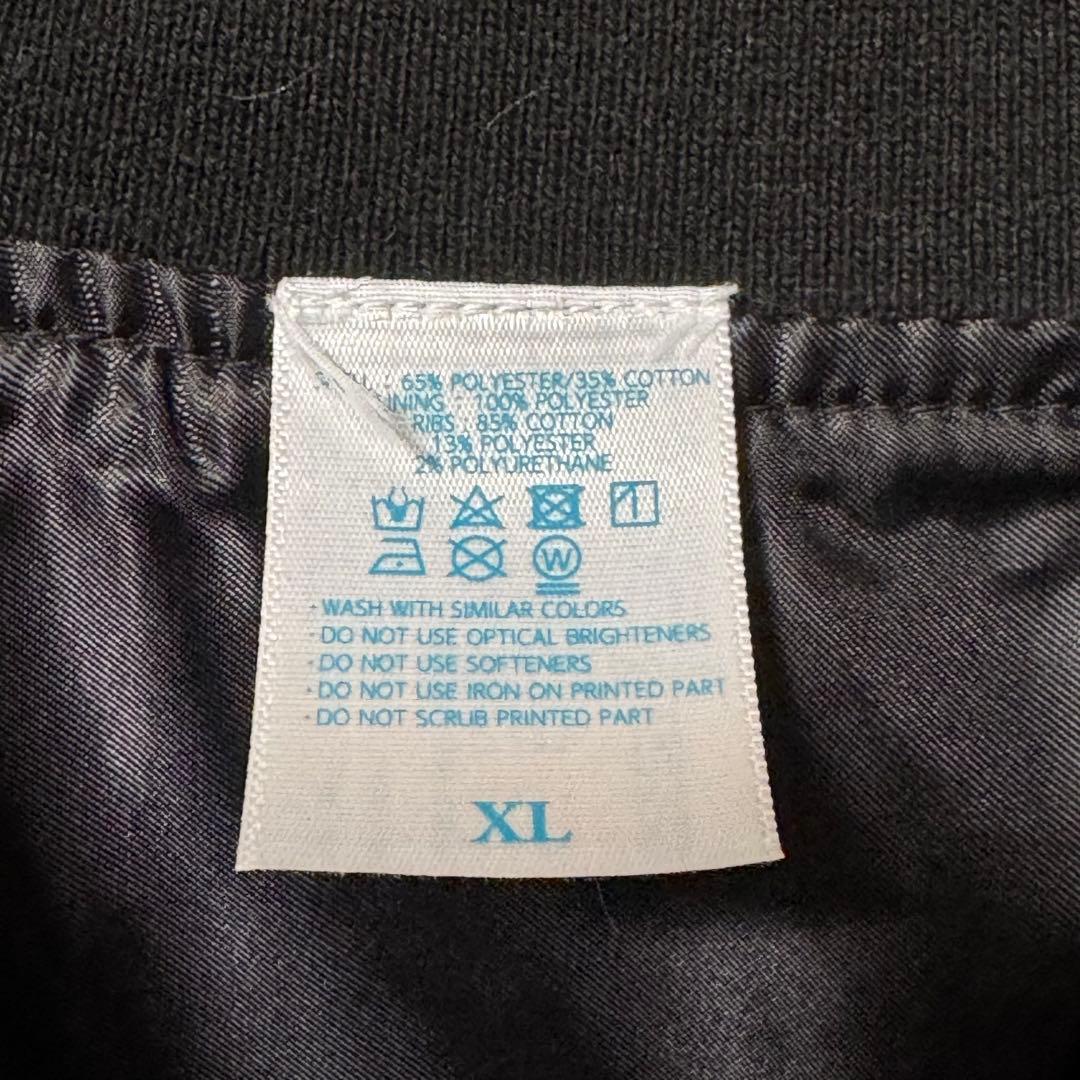 : 65% POLYESTER/35% COTTON
: 100% POLYESTER
RIBS : 85% COTTON
13% POLYESTER
2% POLYURETHANE
W
· WASH WITH SIMILAR COLORS
· DO NOT USE OPTICAL BRIGHTENERS
· DO NOT USE SOFTENERS
· DO NOT USE IRON ON PRINTED PART
· DO NOT SCRUB PRINTED PART
XL